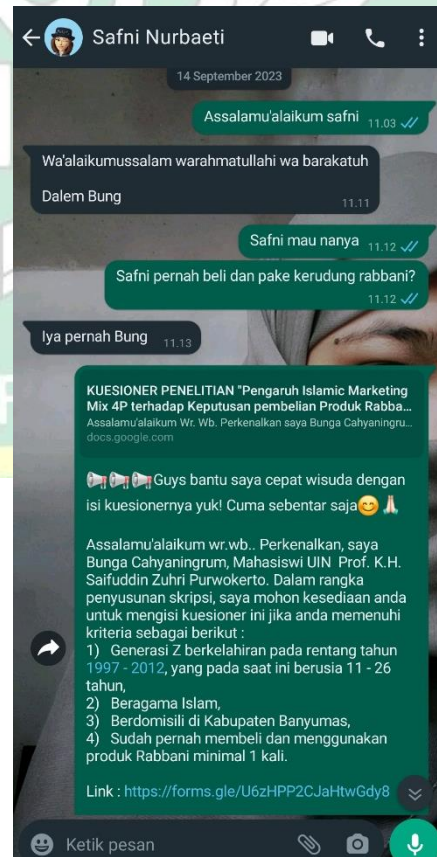 Safni Nurbaeti
14 September 2023
Assalamu'alaikum safni 11.03
Wa'alaikumussalam warahmatullahi wa barakatuh
Dalem Bung
11.11
Safni mau nanya 11.12
Safni pernah beli dan pake kerudung rabbani?
11.12
Iya pernah Bung 11.13
KUESIONER PENELITIAN "Pengaruh Islamic Marketing
Mix 4P terhadap Keputusan pembelian Produk Rabba...
Assalamu'alaikum Wr. Wb. Perkenalkan saya Bunga Cahyaningru...
docs.google.com
Guys bantu saya cepat wisuda dengan
isi kuesionernya yuk! Cuma sebentar saja
Assalamu'alaikum wr.wb.. Perkenalkan, saya
Bunga Cahyaningrum, Mahasiswi UIN Prof. K.H.
Saifuddin Zuhri Purwokerto. Dalam rangka
penyusunan skripsi, saya mohon kesediaan anda
untuk mengisi kuesioner ini jika anda memenuhi
kriteria sebagai berikut :
1) Generasi Z berkelahiran pada rentang tahun
1997 - 2012, yang pada saat ini berusia 11 - 26
tahun,
2) Beragama Islam,
3) Berdomisili di Kabupaten Banyumas,
4) Sudah pernah membeli dan menggunakan
produk Rabbani minimal 1 kali.
Link : https://forms.gle/U6zHPP2CJaHtwGdy8
Ketik pesan